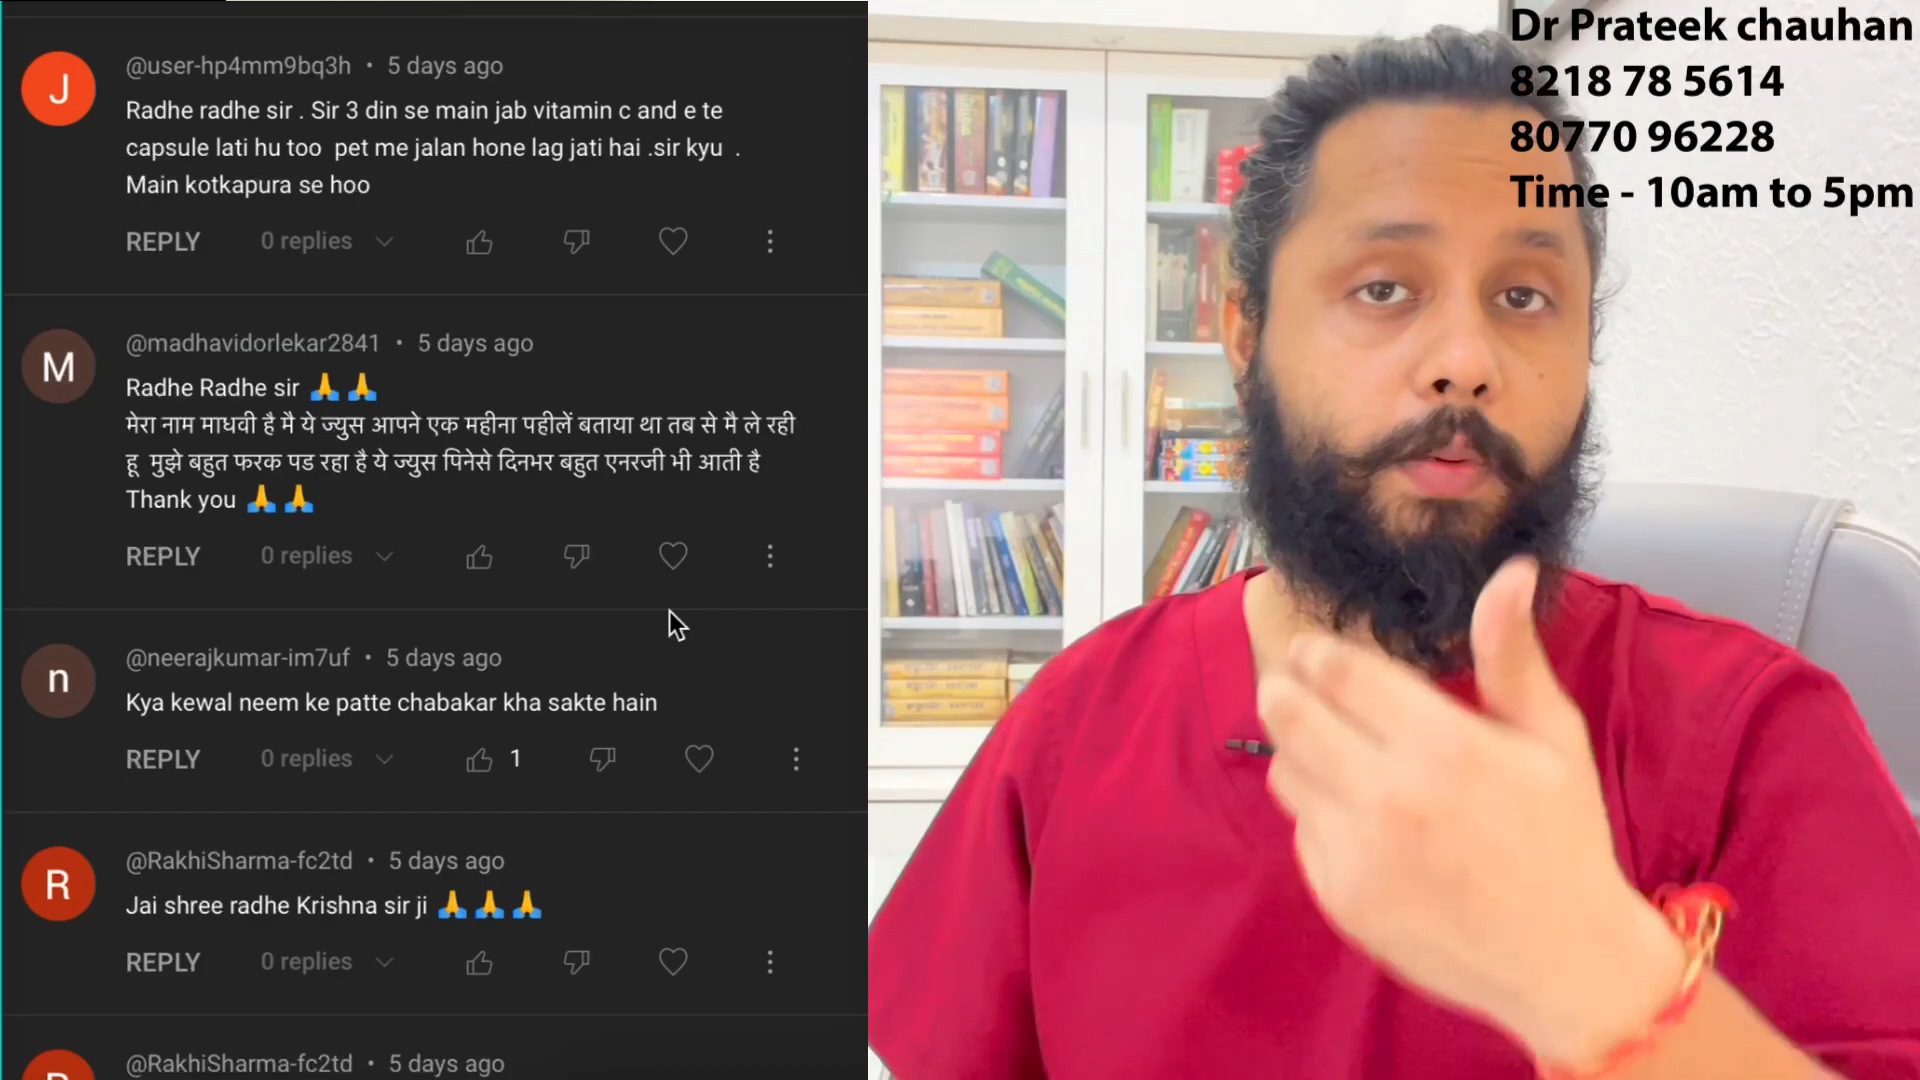 @user-hp4mm9bq3h • 5 days ago
J
Radhe radhe sir . Sir 3 din se main jab vitamin c and e te
capsule lati hu too pet me jalan hone lag jati hai .sir kyu .
Main kotkapura se hoo
REPLY 0 replies
@madhavidorlekar2841 • 5 days ago
M
Radhe Radhe sir 🙏 🙏
मेरा नाम माधवी है मै ये ज्युस आपने एक महीना पहीलें बताया था तब से मै ले रही
हू मुझे बहुत फरक पड रहा है ये ज्युस पिनेसे दिनभर बहुत एनरजी भी आती है
Thank you 🙏 🙏
REPLY 0 replies
@neerajkumar-im7uf • 5 days ago
n
Kya kewal neem ke patte chabakar kha sakte hain
REPLY 0 replies 1
@RakhiSharma-fc2td • 5 days ago
R
Jai shree radhe Krishna sir ji 🙏 🙏 🙏
REPLY 0 replies
@RakhiSharma-fc2td • 5 days ago
Dr Prateek chauhan
8218 78 5614
80770 96228
Time - 10am to 5pm